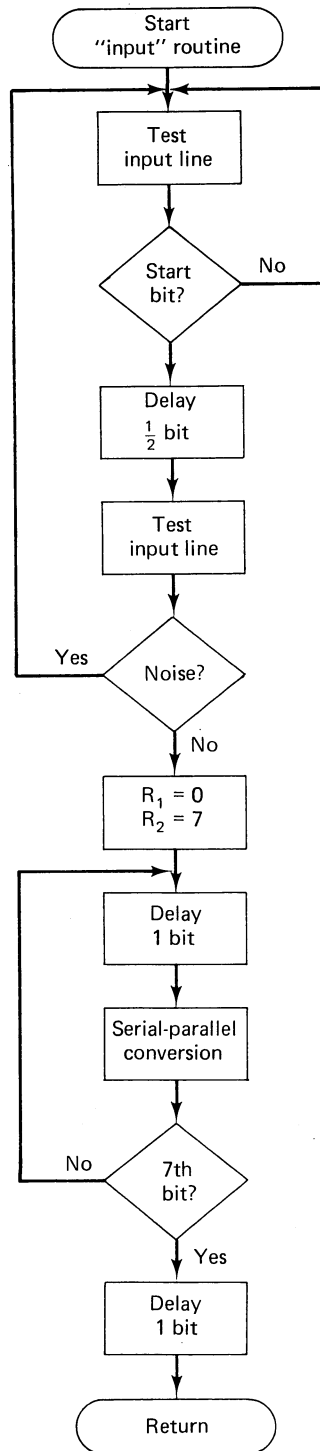 Start
"input" routine
Test
input line
Start
bit?
No
Delay
1/2 bit
Test
input line
Yes
Noise?
No
R₁ = 0
R₂ = 7
Delay
1 bit
Serial-parallel
conversion
No
7th
bit?
Yes
Delay
1 bit
Return